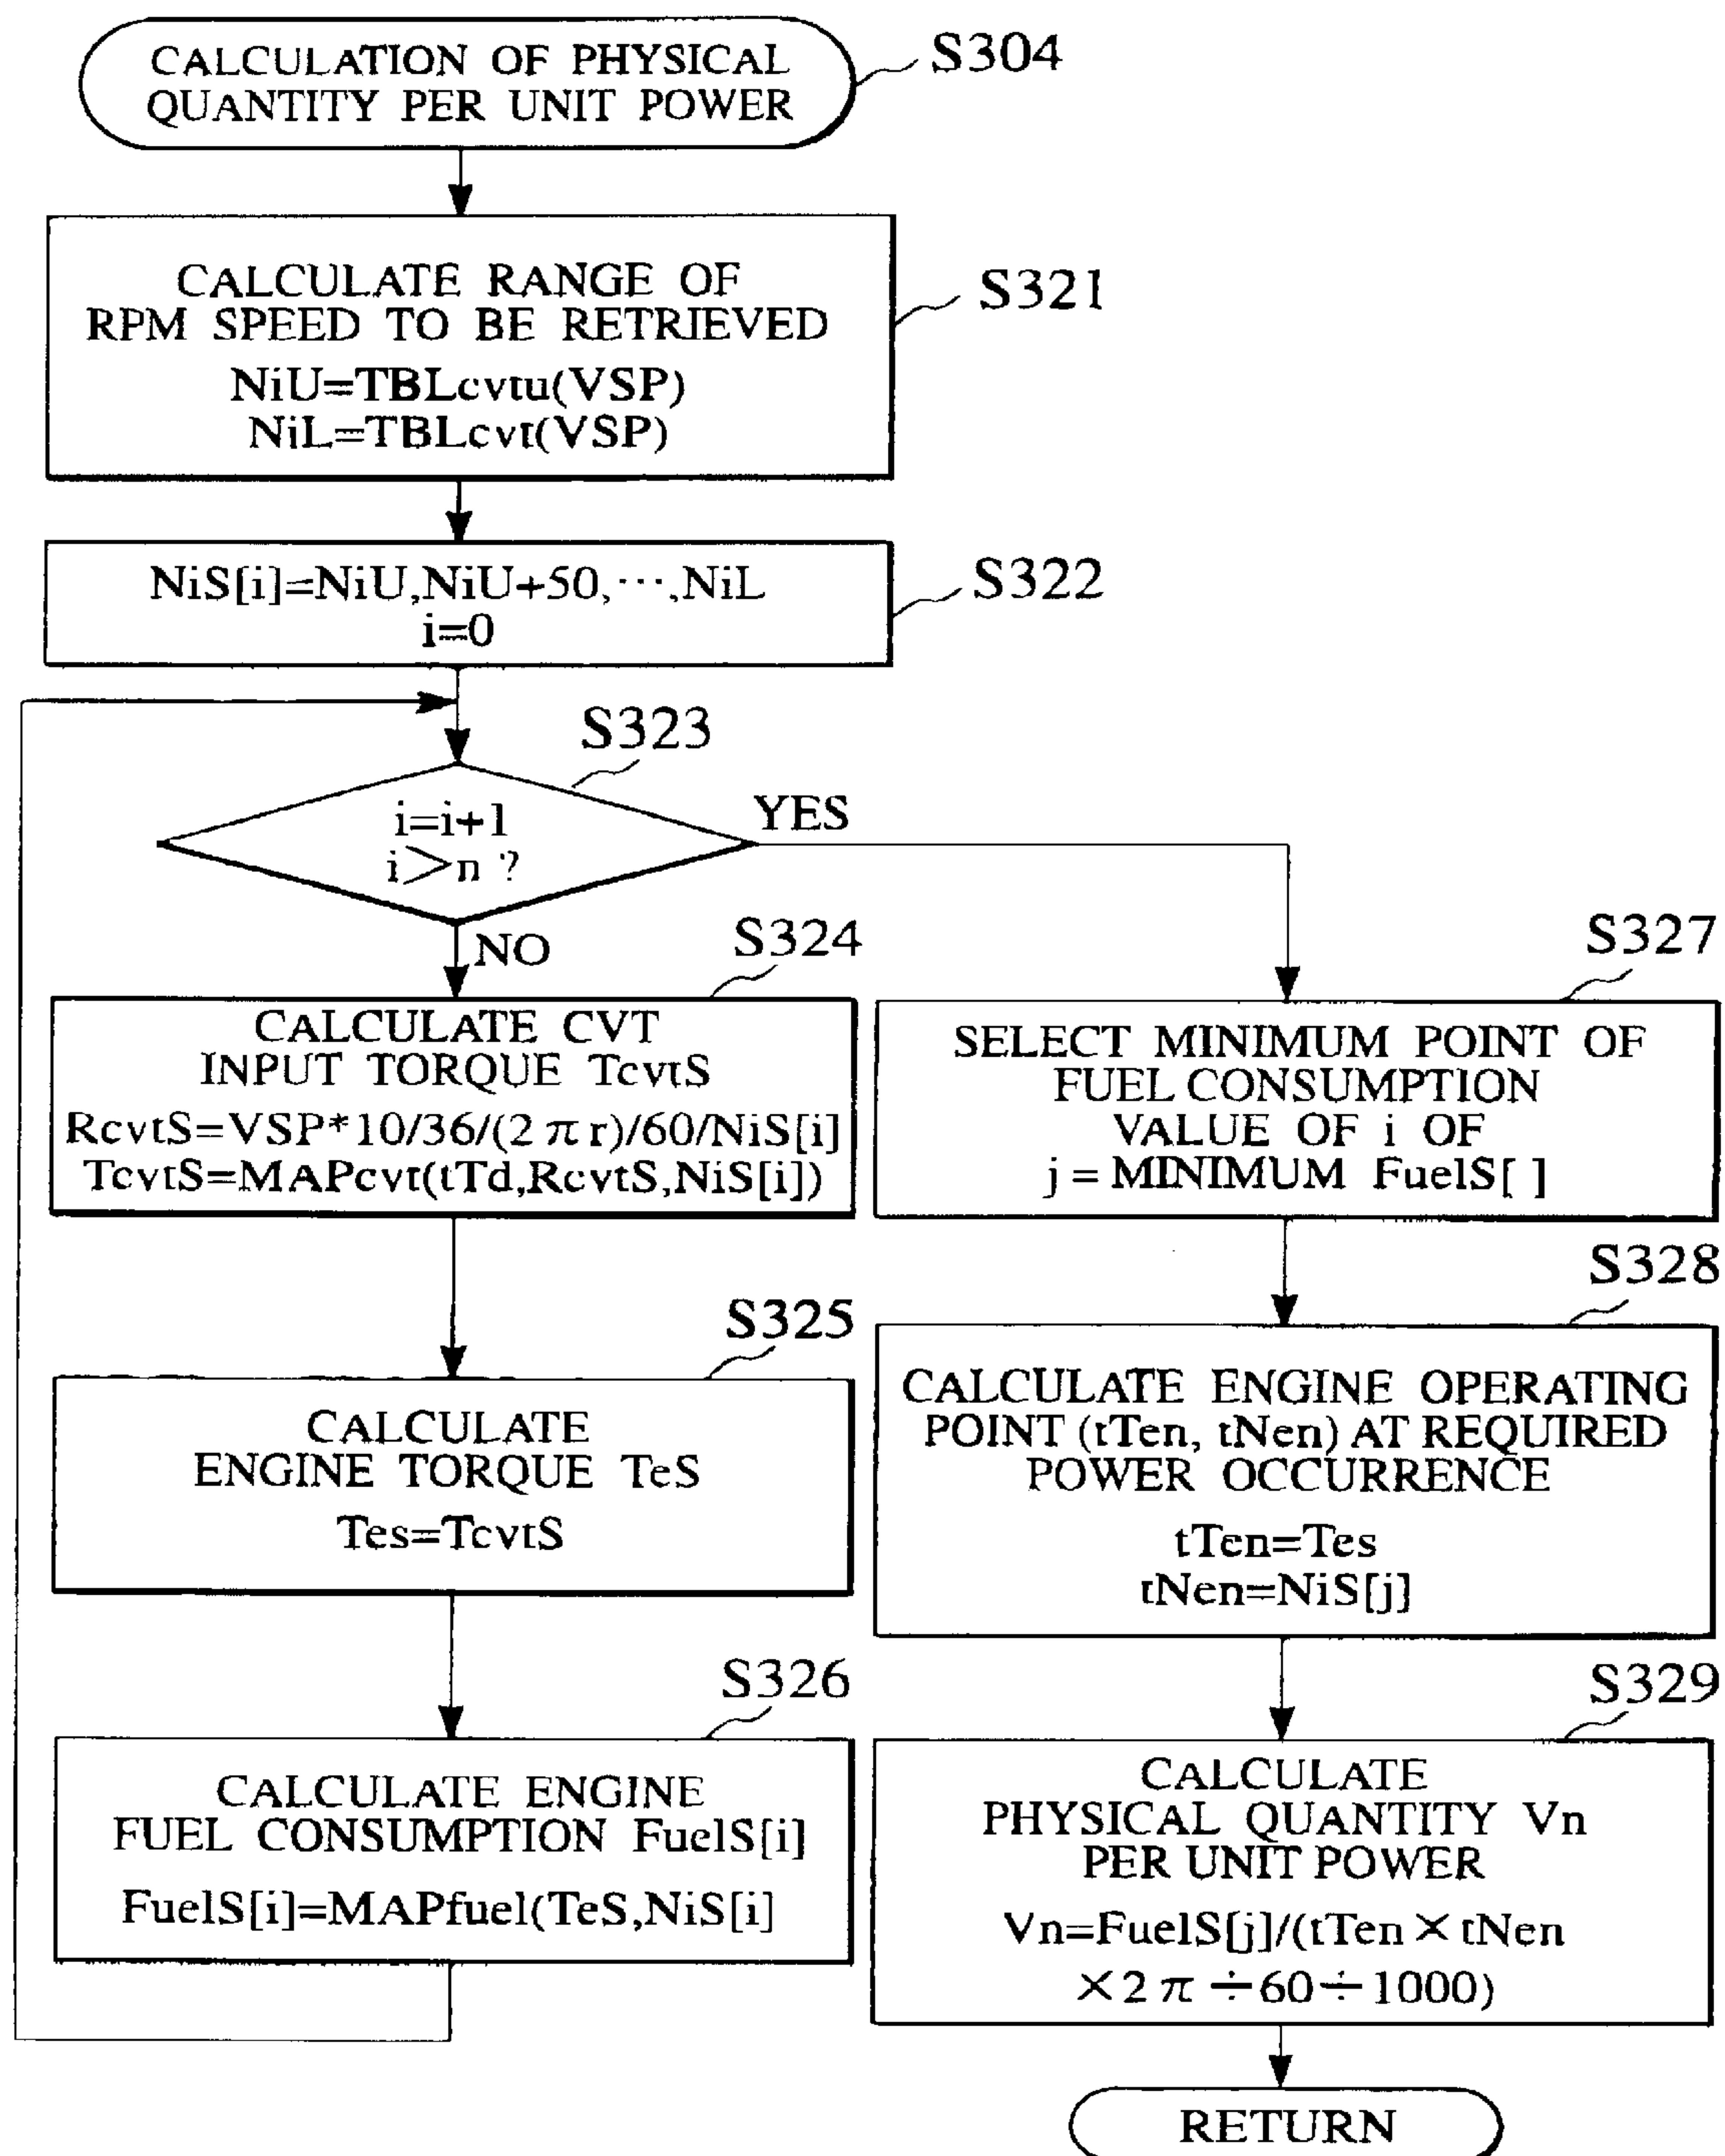 CALCULATION OF PHYSICAL
QUANTITY PER UNIT POWER
S304
CALCULATE RANGE OF
RPM SPEED TO BE RETRIEVED
NiU=TBLcvtu(VSP)
NiL=TBLcvt(VSP)
S321
NiS[i]=NiU,NiU+50,⋯,NiL
i=0
S322
S323
i=i+1
i>n ?
YES
NO
S324
CALCULATE CVT
INPUT TORQUE TcvtS
RcvtS=VSP*10/36/(2πr)/60/NiS[i]
TcvtS=MAPcvt(tTd,RcvtS,NiS[i])
S325
CALCULATE
ENGINE TORQUE TeS
Tes=TcvtS
S326
CALCULATE ENGINE
FUEL CONSUMPTION FuelS[i]
FuelS[i]=MAPfuel(TeS,NiS[i]
S327
SELECT MINIMUM POINT OF
FUEL CONSUMPTION
VALUE OF i OF
j = MINIMUM FuelS[ ]
S328
CALCULATE ENGINE OPERATING
POINT (tTen, tNen) AT REQUIRED
POWER OCCURRENCE
tTen=Tes
tNen=NiS[j]
S329
CALCULATE
PHYSICAL QUANTITY Vn
PER UNIT POWER
Vn=FuelS[j]/(tTen×tNen
×2π÷60÷1000)
RETURN